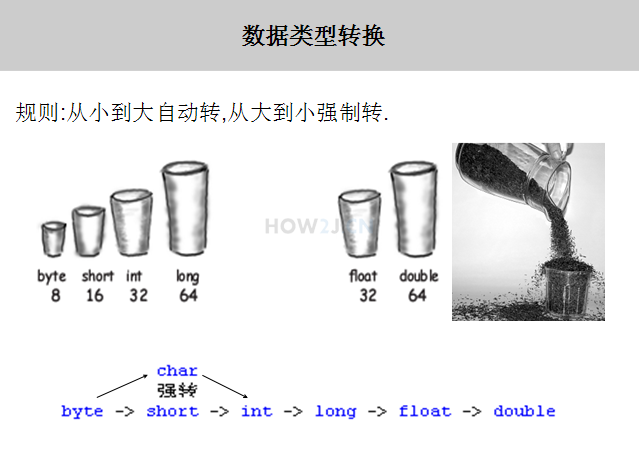 数据类型转换
规则:从小到大自动转,从大到小强制转.
HOW2J.CN
byte short int long float double
8 16 32 64 32 64
char
强转
byte -> short -> int -> long -> float -> double